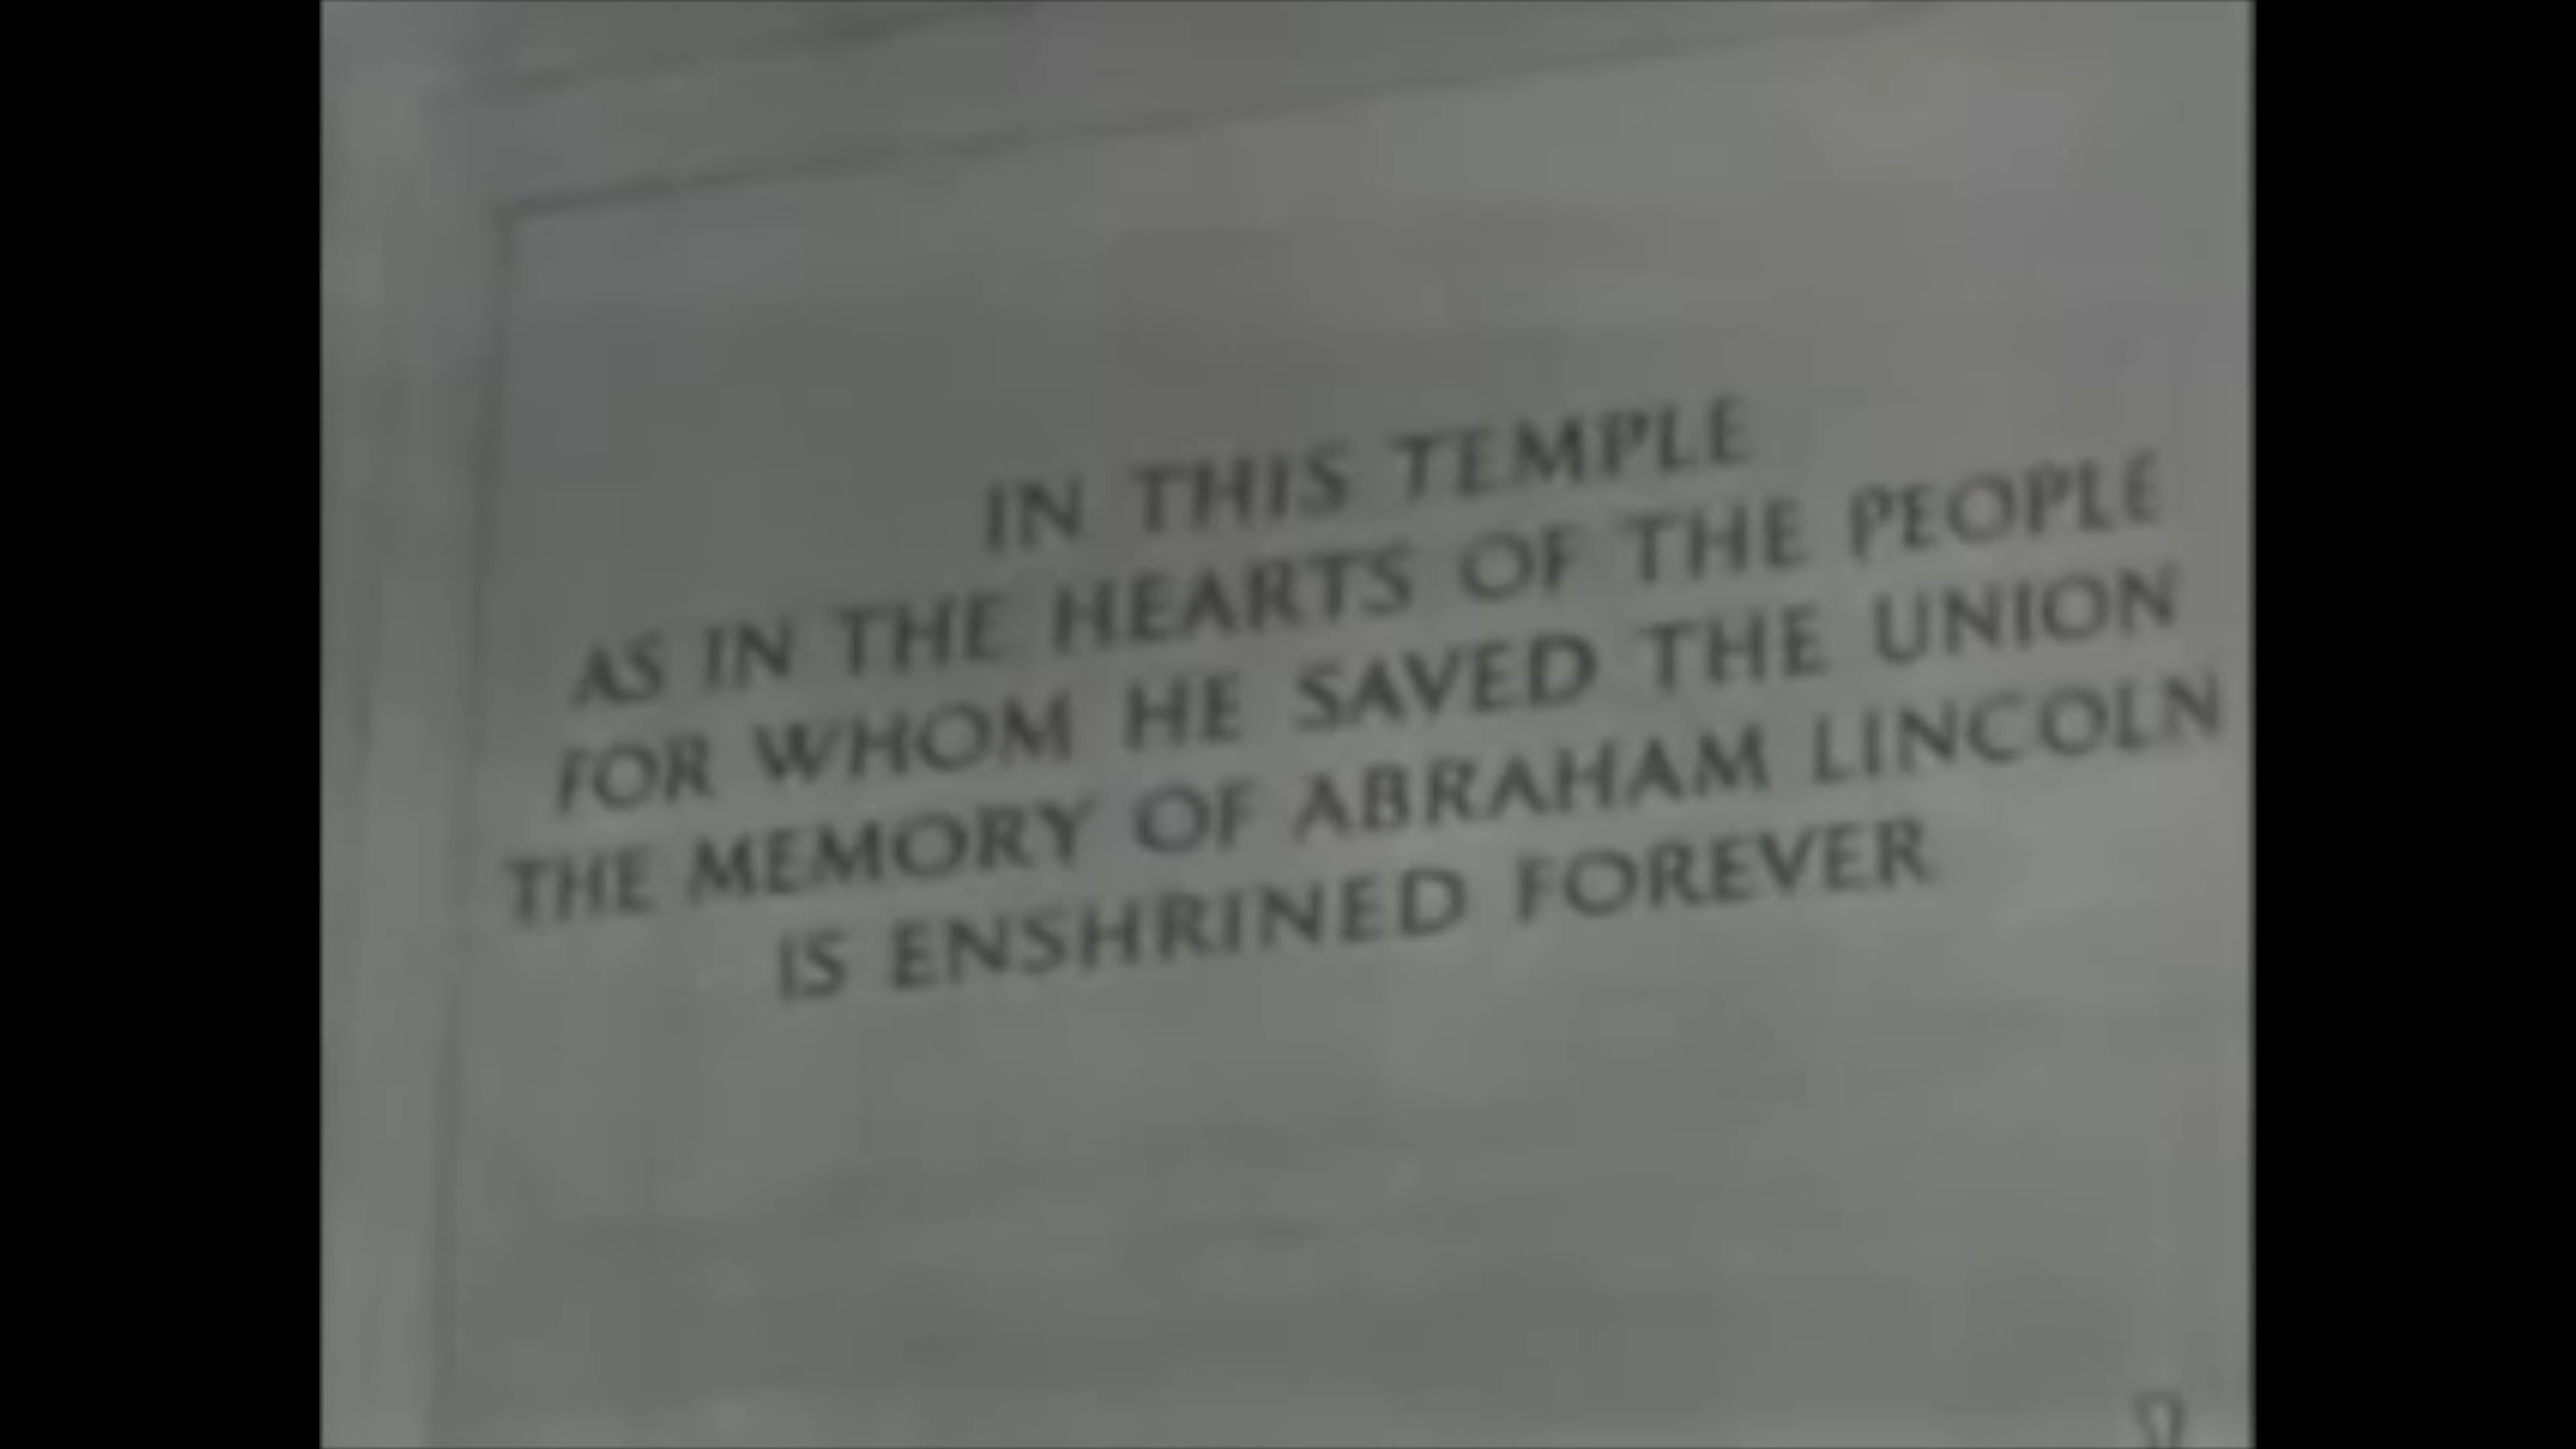 IN THIS TEMPLE
AS IN THE HEARTS OF THE PEOPLE
FOR WHOM HE SAVED THE UNION
THE MEMORY OF ABRAHAM LINCOLN
IS ENSHRINED FOREVER